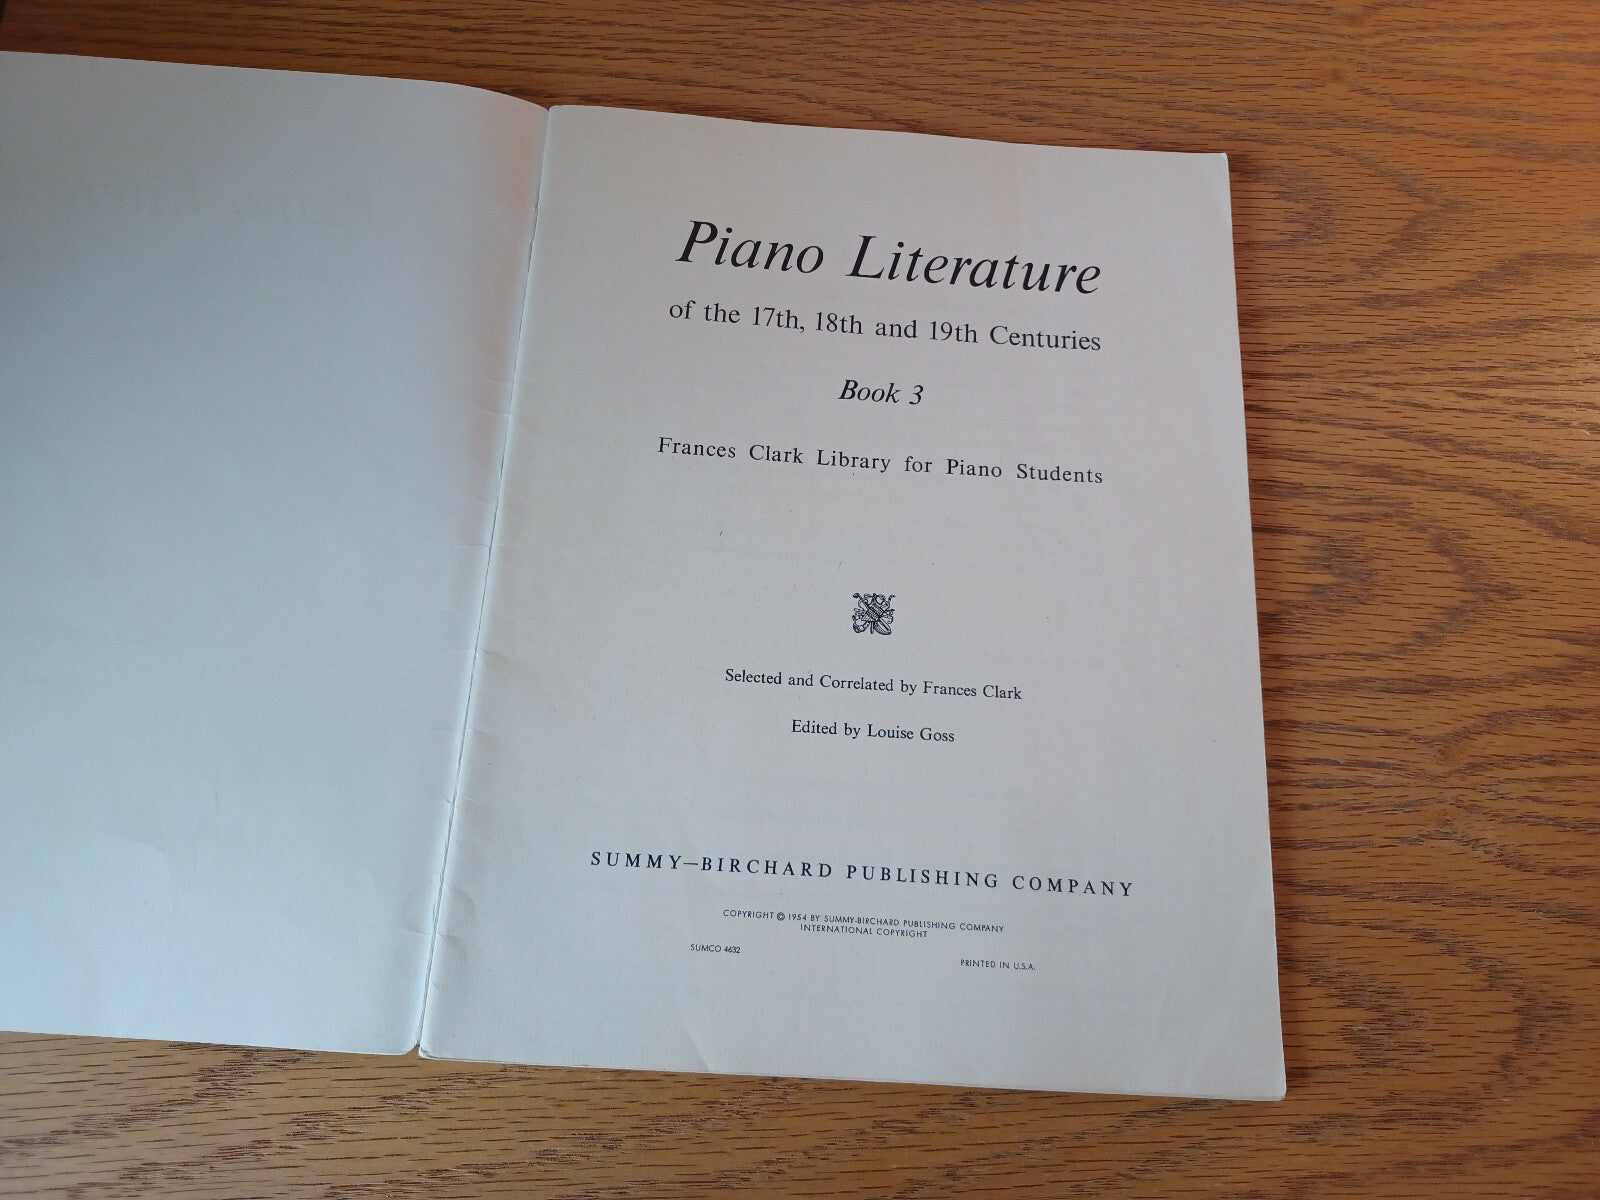 Piano Literature
of the 17th, 18th and 19th Centuries
Book 3
Frances Clark Library for Piano Students
Selected and Correlated by Frances Clark
Edited by Louise Goss
SUMMY—BIRCHARD PUBLISHING COMPANY
COPYRIGHT © 1954 BY SUMMY-BIRCHARD PUBLISHING COMPANY
INTERNATIONAL COPYRIGHT
SUMCO 4632
PRINTED IN U.S.A.